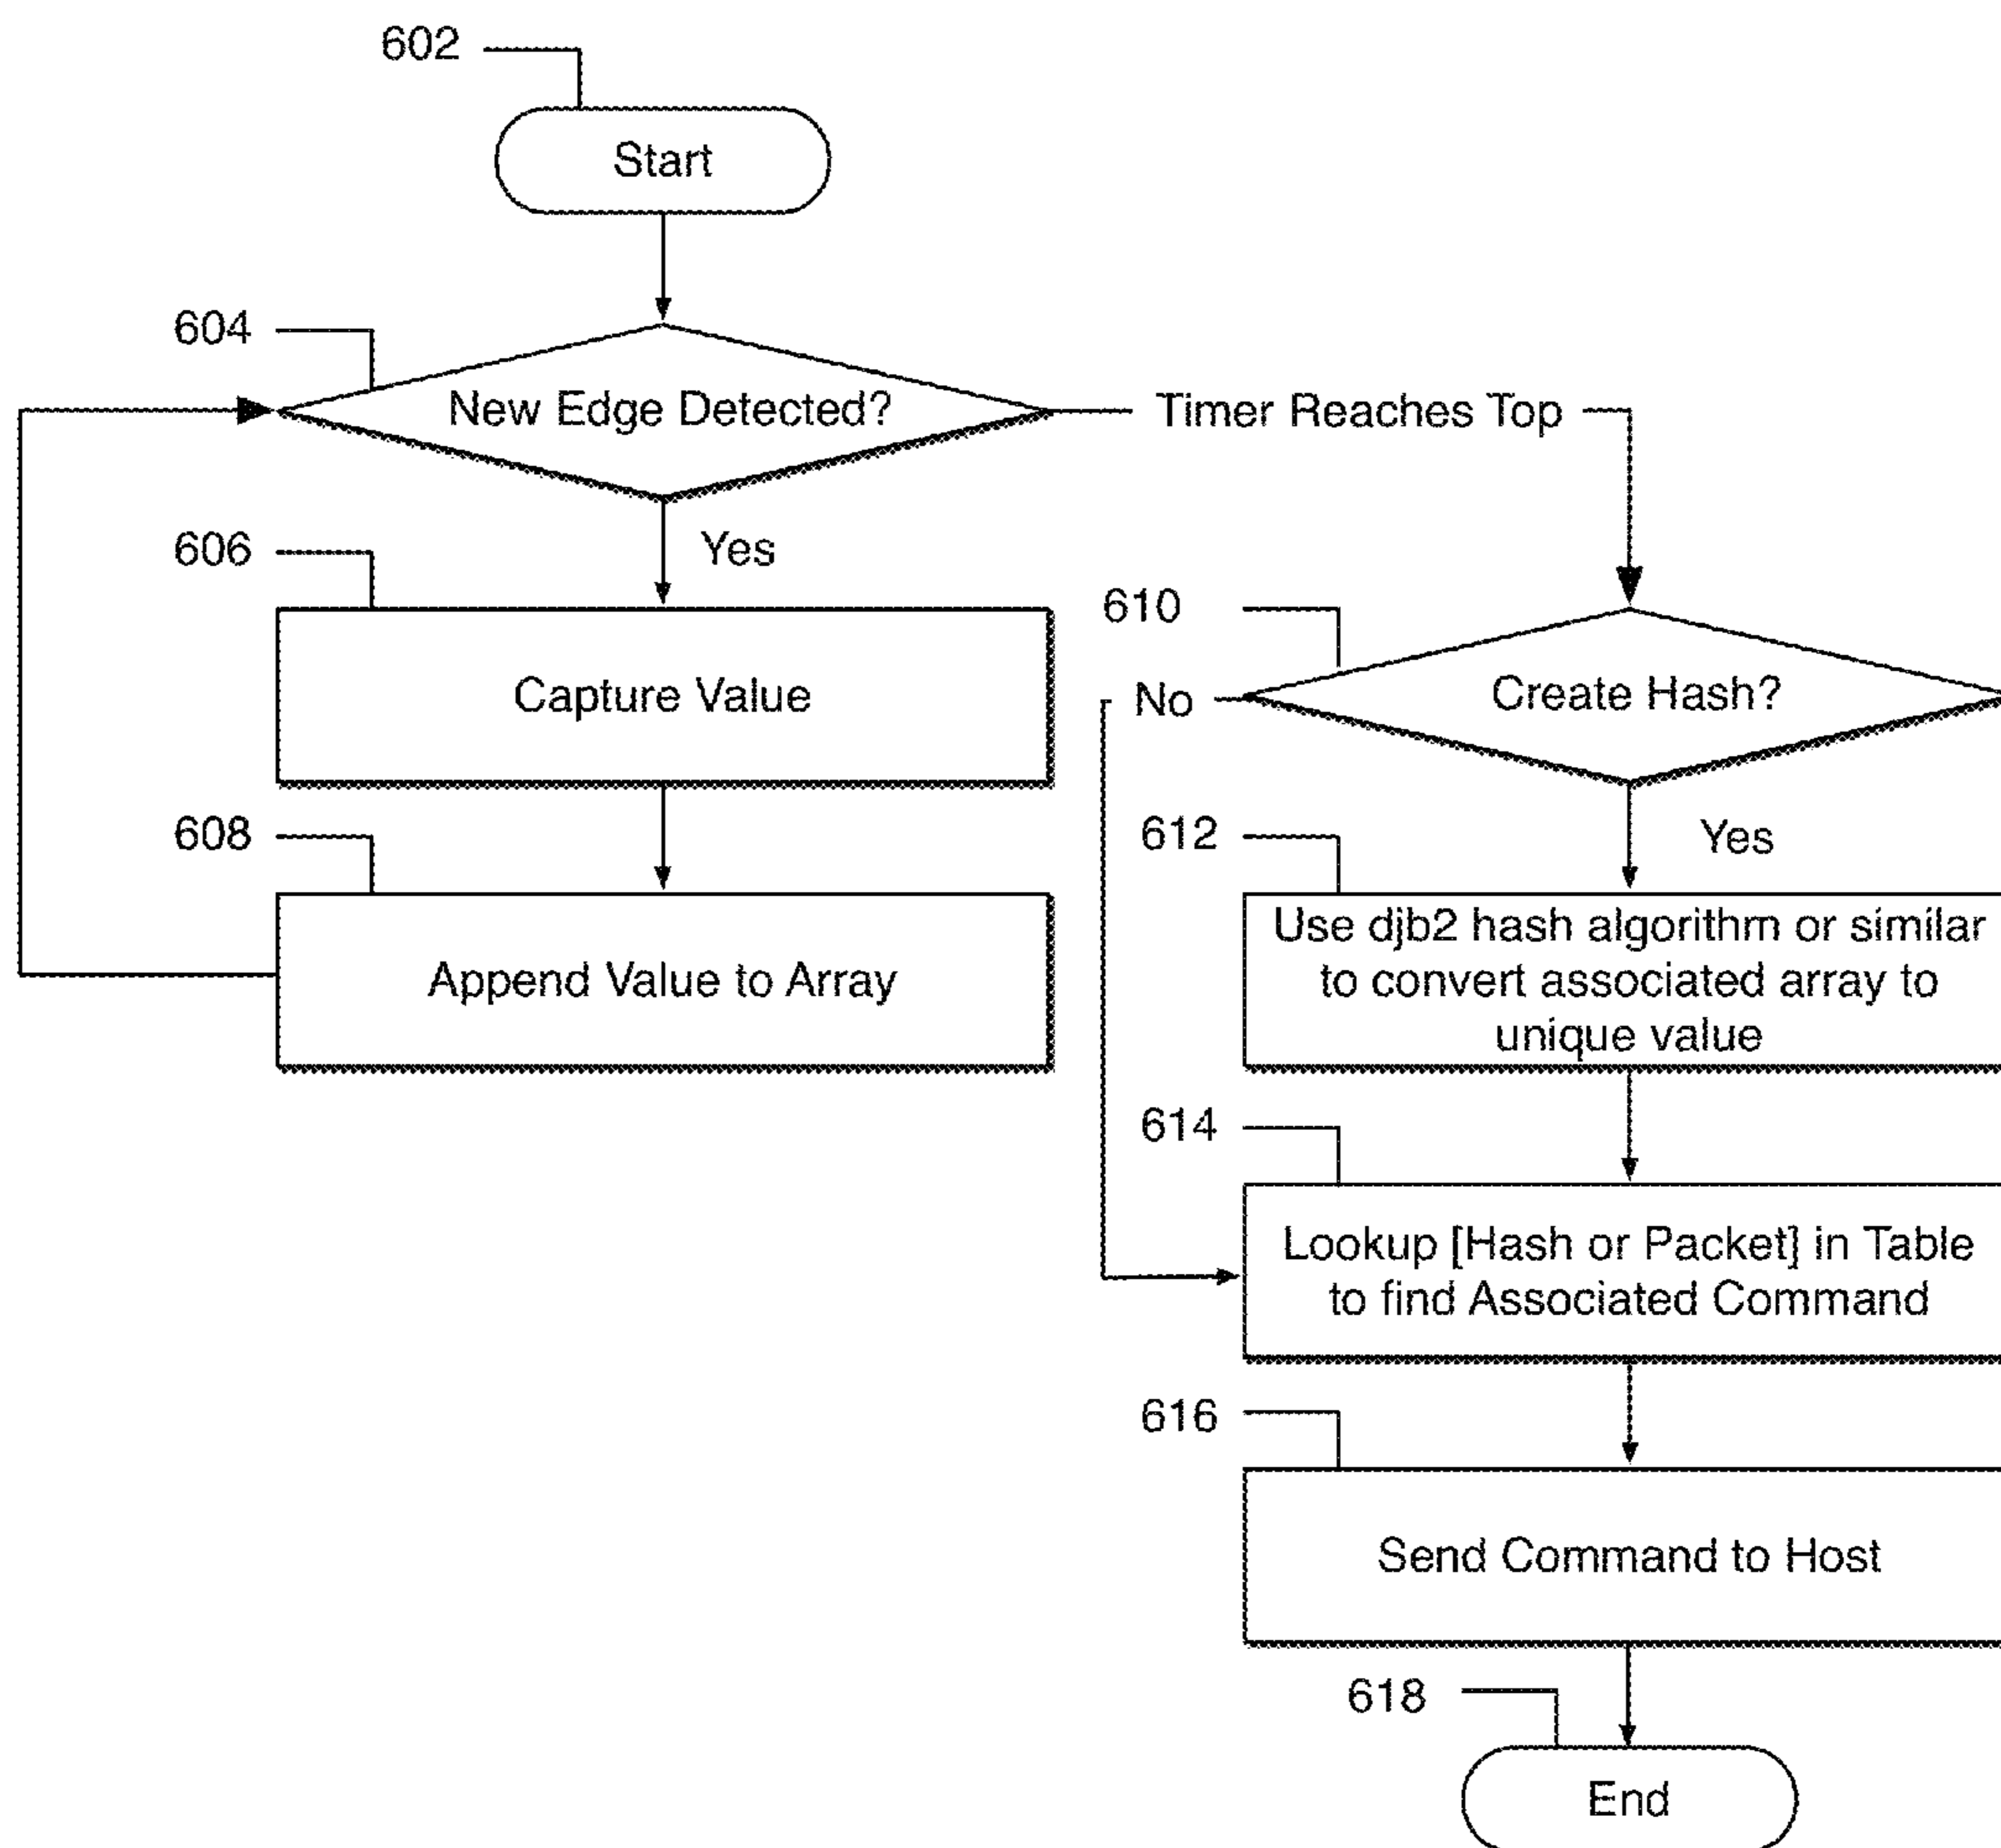 602
Start
604
New Edge Detected?
Timer Reaches Top
606
Yes
Capture Value
608
Append Value to Array
610
No
Create Hash?
612
Yes
Use djb2 hash algorithm or similar
to convert associated array to
unique value
614
Lookup [Hash or Packet] in Table
to find Associated Command
616
Send Command to Host
618
End